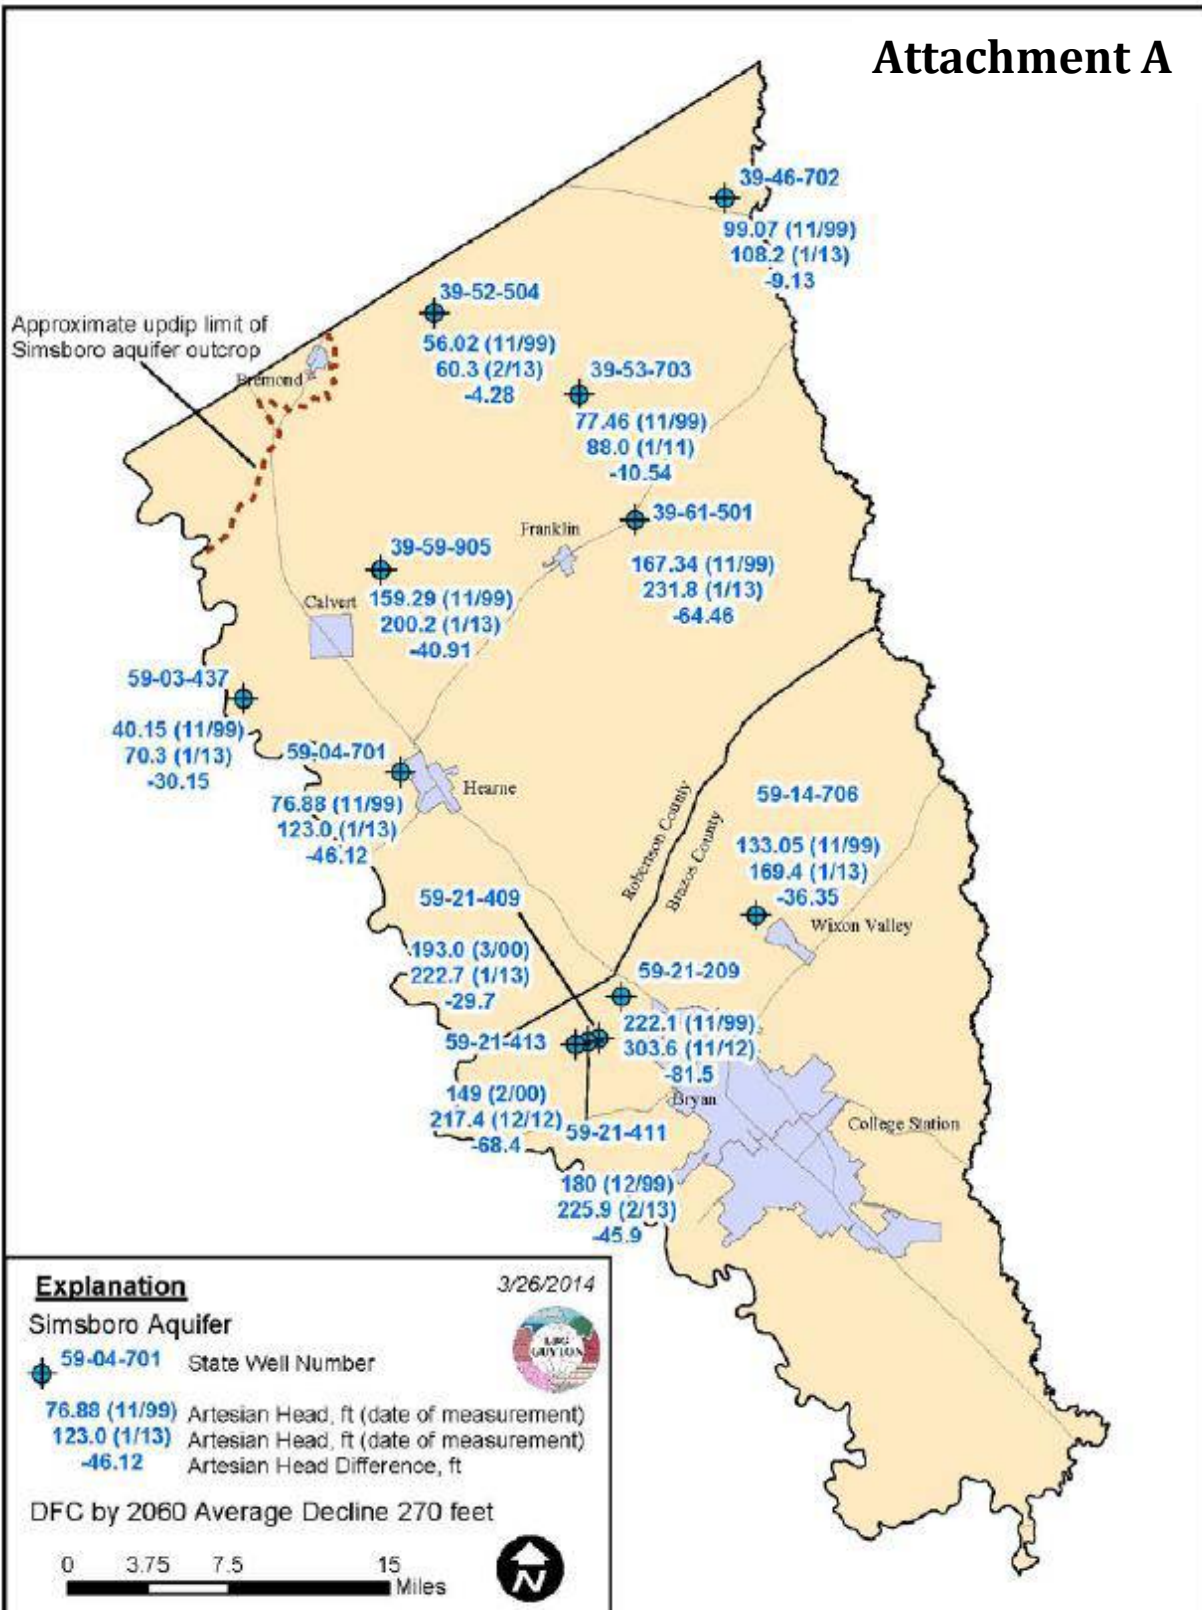 Attachment A
39-46-702
99.07 (11/99)
108.2 (1/13)
-9.13
39-52-504
56.02 (11/99)
60.3 (2/13)
-4.28
Approximate updip limit of
Simsboro aquifer outcrop
Bremond
39-53-703
77.46 (11/99)
88.0 (1/11)
-10.54
39-61-501
167.34 (11/99)
231.8 (1/13)
-64.46
Franklin
39-59-905
159.29 (11/99)
200.2 (1/13)
-40.91
Calvert
59-03-437
40.15 (11/99)
70.3 (1/13)
-30.15
59-04-701
76.88 (11/99)
123.0 (1/13)
-46.12
Hearne
Robertson County
Brazos County
59-14-706
133.05 (11/99)
169.4 (1/13)
-36.35
Wixon Valley
59-21-409
193.0 (3/00)
222.7 (1/13)
-29.7
59-21-209
222.1 (11/99)
303.6 (11/12)
-81.5
59-21-413
149 (2/00)
217.4 (12/12)
-68.4
Bryan
College Station
59-21-411
180 (12/99)
225.9 (2/13)
-45.9
Explanation
3/26/2014
Simsboro Aquifer
LBG
GUYTON
59-04-701 State Well Number
76.88 (11/99) Artesian Head, ft (date of measurement)
123.0 (1/13) Artesian Head, ft (date of measurement)
-46.12 Artesian Head Difference, ft
DFC by 2060 Average Decline 270 feet
0 3.75 7.5 15
Miles
N